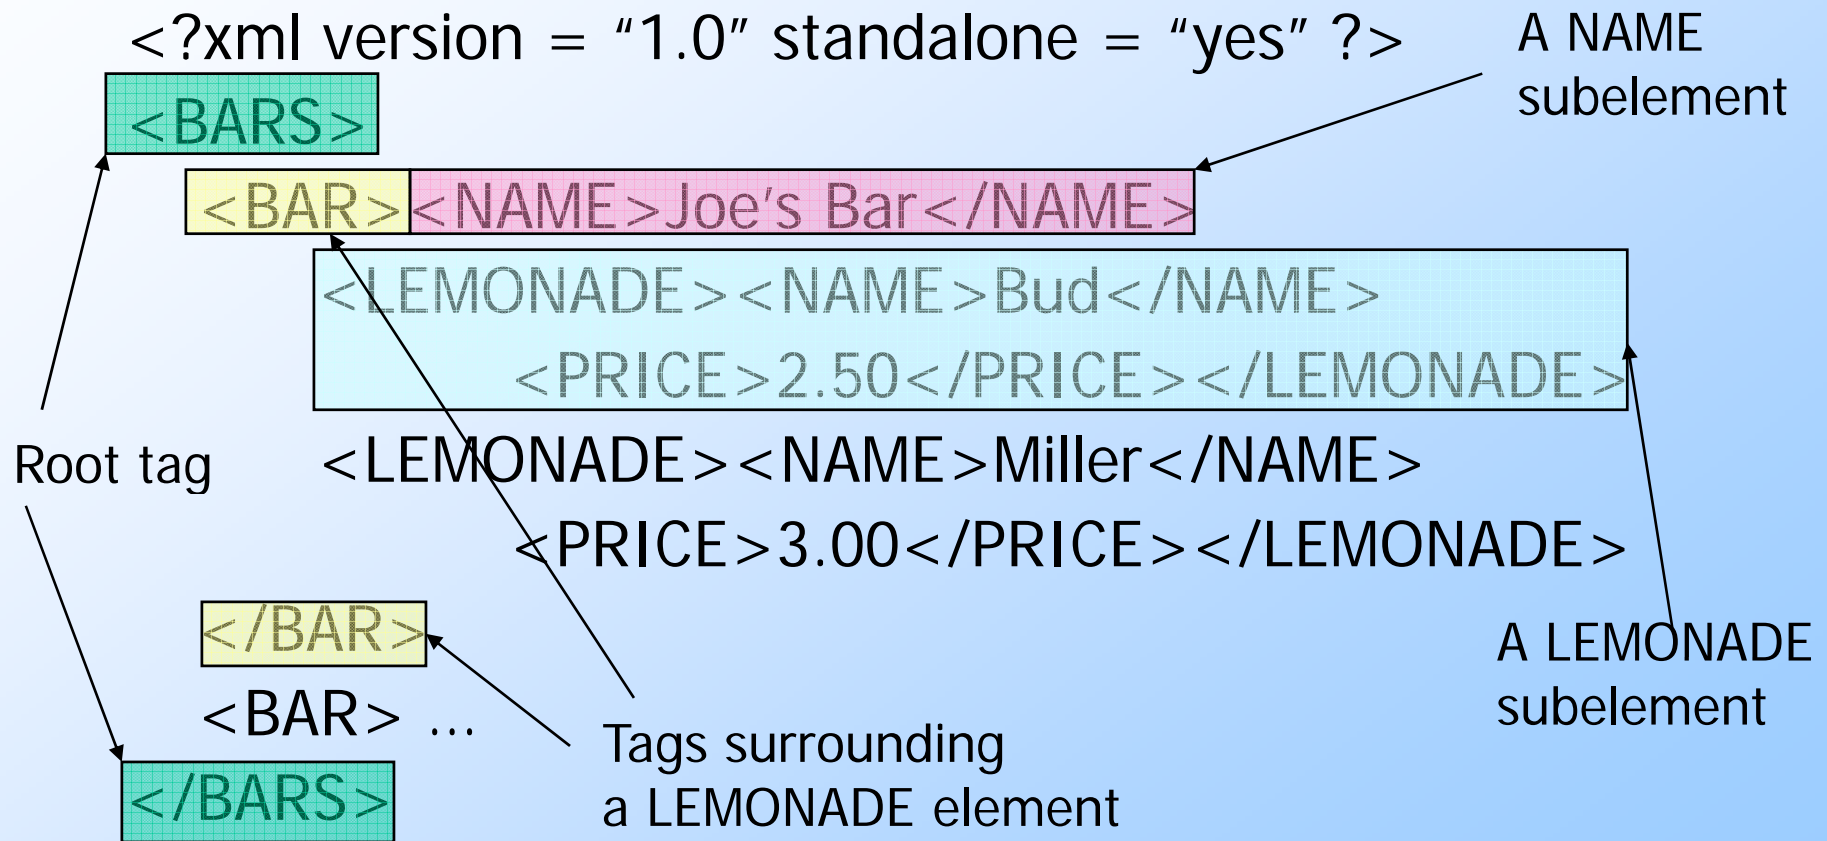 <?xml version = “1.0” standalone = “yes” ?>
A NAME
subelement
<BARS>
<BAR><NAME>Joe’s Bar</NAME>
<LEMONADE><NAME>Bud</NAME>
<PRICE>2.50</PRICE></LEMONADE>
Root tag
<LEMONADE><NAME>Miller</NAME>
<PRICE>3.00</PRICE></LEMONADE>
</BAR>
A LEMONADE
subelement
<BAR> …
Tags surrounding
a LEMONADE element
</BARS>